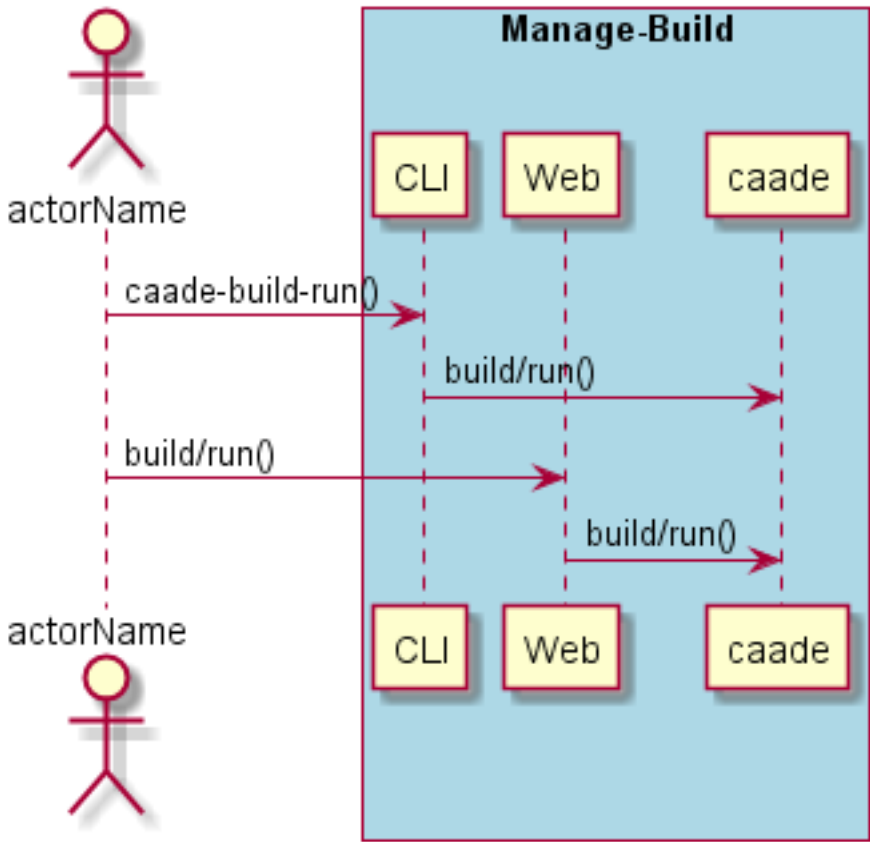 Manage-Build
actorName
CLI
Web
caade
caade-build-run()
build/run()
build/run()
build/run()
actorName
CLI
Web
caade